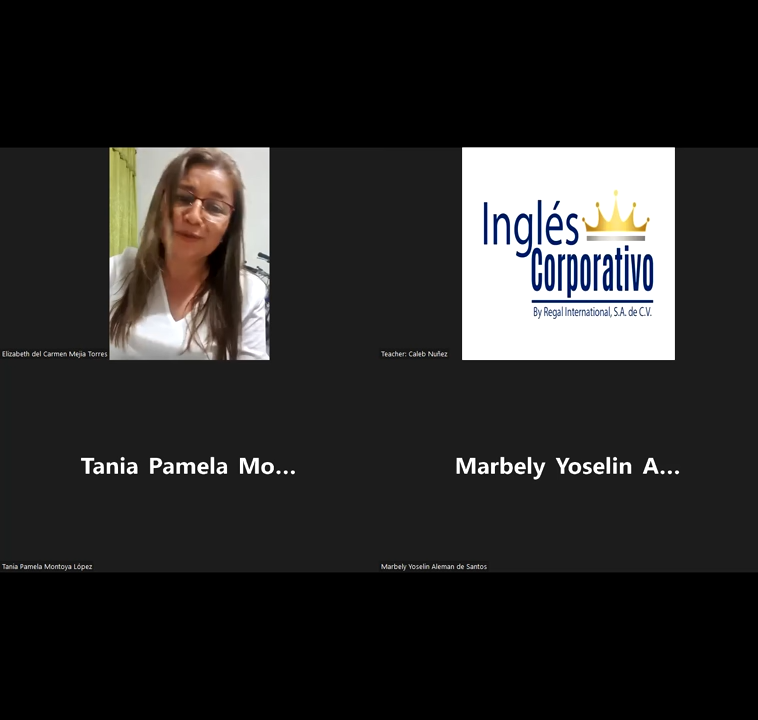 Inglés
Corporativo
By Regal International, S.A. de C.V.
Elizabeth del Carmen Mejia Torres
Teacher: Caleb Nuñez
Tania Pamela Mo...
Marbely Yoselin A...
Tania Pamela Montoya López
Marbely Yoselin Aleman de Santos